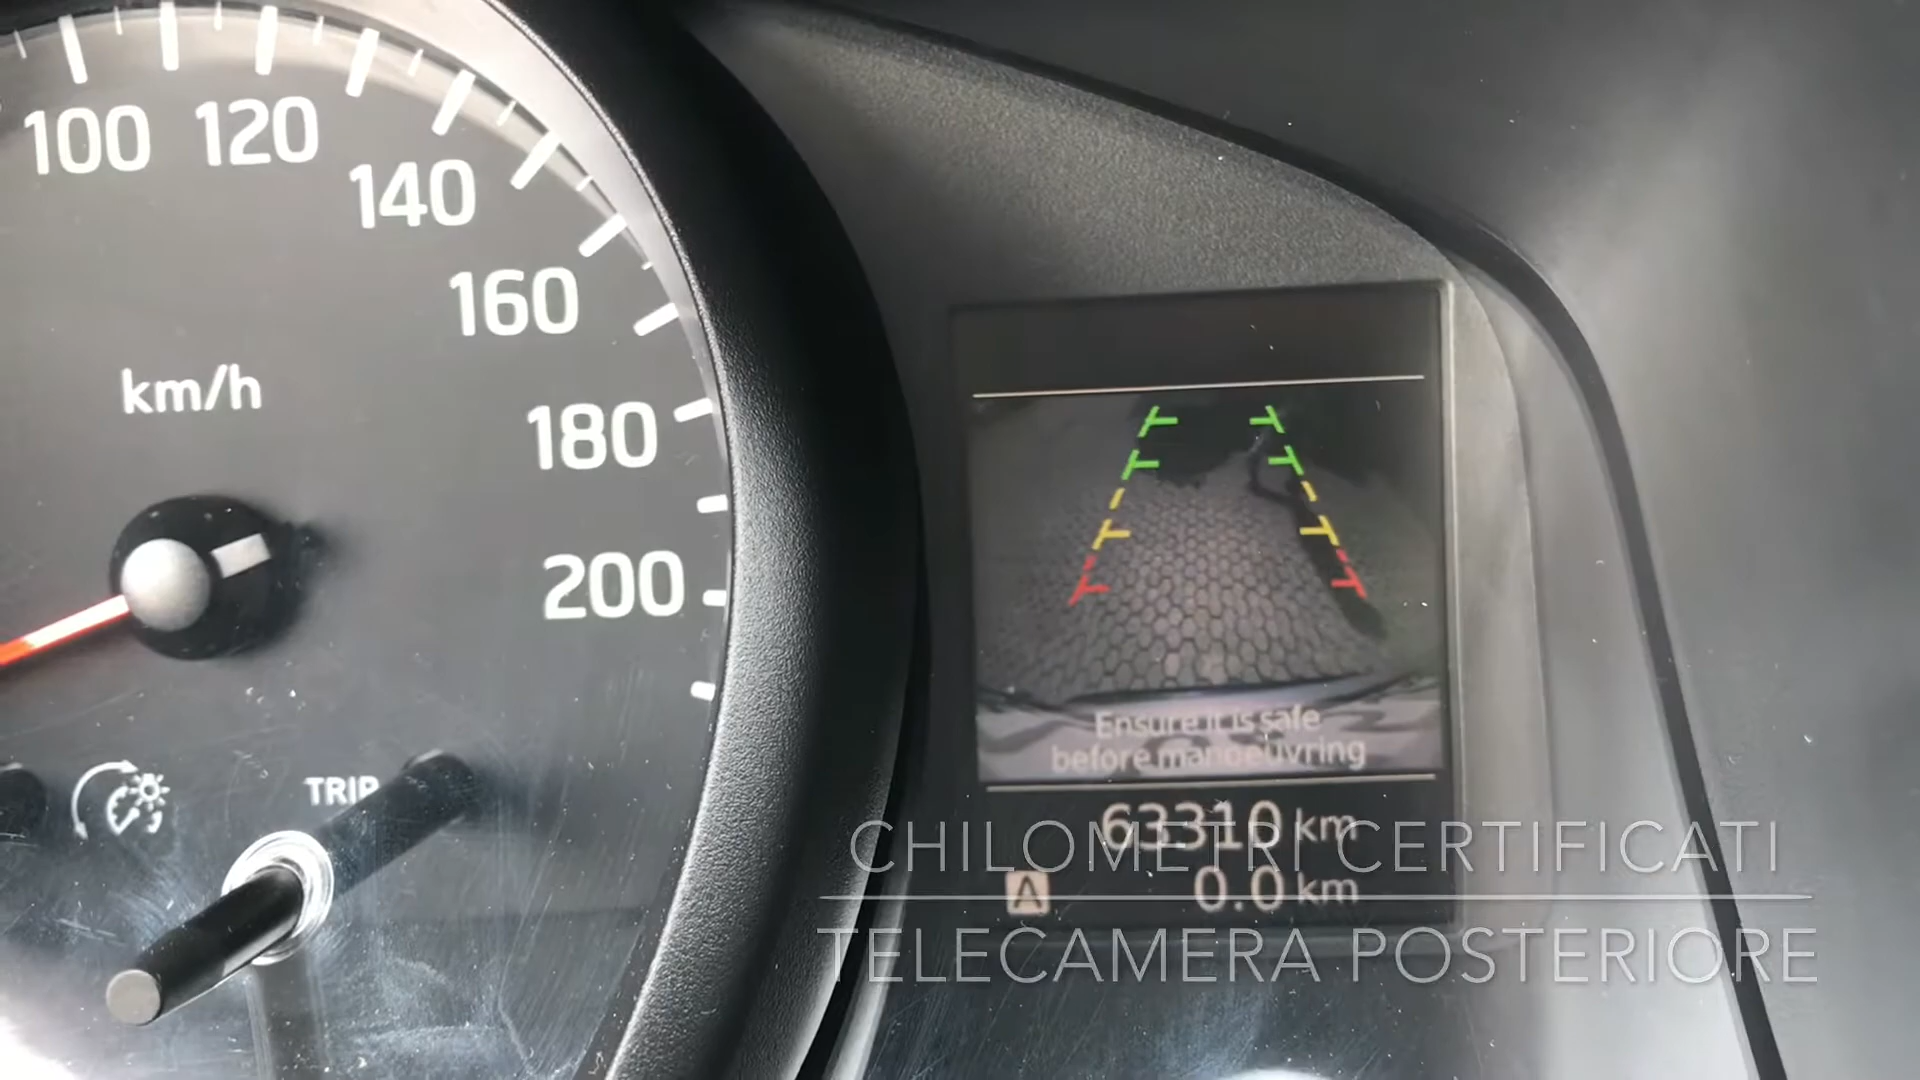 100
120
140
160
180
200
km/h
TRIP
Ensure it is safe
before manoeuvring
63310 km
A 0.0 km
CHILOMETRI CERTIFICATI
TELECAMERA POSTERIORE